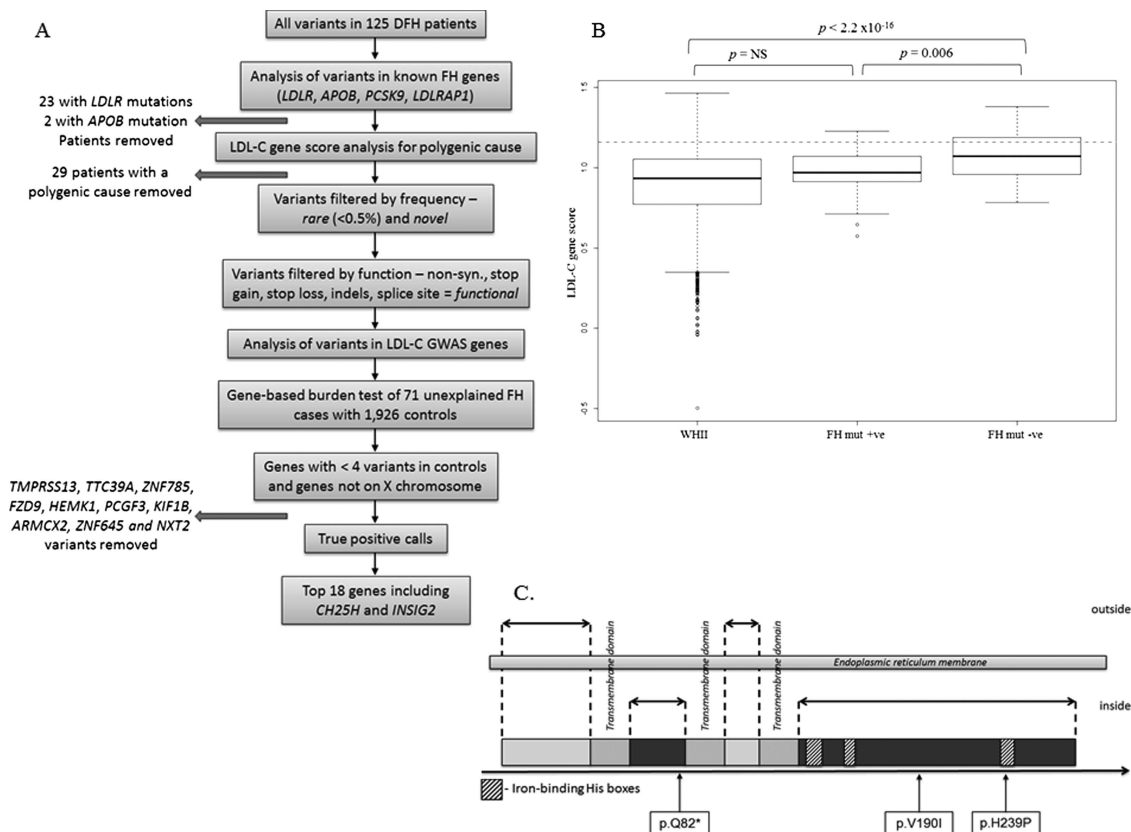 A
All variants in 125 DFH patients
Analysis of variants in known FH genes
(LDLR, APOB, PCSK9, LDLRAP1)
23 with LDLR mutations
2 with APOB mutation
Patients removed
LDL-C gene score analysis for polygenic cause
29 patients with a
polygenic cause removed
Variants filtered by frequency –
rare (<0.5%) and novel
Variants filtered by function – non-syn., stop
gain, stop loss, indels, splice site = functional
Analysis of variants in LDL-C GWAS genes
Gene-based burden test of 71 unexplained FH
cases with 1,926 controls
Genes with < 4 variants in controls
and genes not on X chromosome
TMPRSS13, TTC39A, ZNF785,
FZD9, HEMK1, PCGF3, KIF1B,
ARMCX2, ZNF645 and NXT2
variants removed
True positive calls
Top 18 genes including
CH25H and INSIG2
B
p < 2.2 x10-16
p = NS
p = 0.006
LDL-C gene score
1.5
1.0
0.5
0.0
-0.5
WHII
FH mut +ve
FH mut -ve
C.
outside
Endoplasmic reticulum membrane
inside
Transmembrane domain
Transmembrane domain
Transmembrane domain
- Iron-binding His boxes
p.Q82*
p.V190I
p.H239P